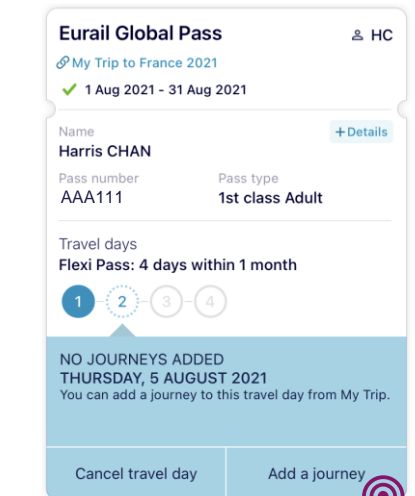 Eurail Global Pass
HC
My Trip to France 2021
1 Aug 2021 - 31 Aug 2021
Name
+Details
Harris CHAN
Pass number
Pass type
AAA111
1st class Adult
Travel days
Flexi Pass: 4 days within 1 month
1 2 3 4
NO JOURNEYS ADDED
THURSDAY, 5 AUGUST 2021
You can add a journey to this travel day from My Trip.
Cancel travel day
Add a journey